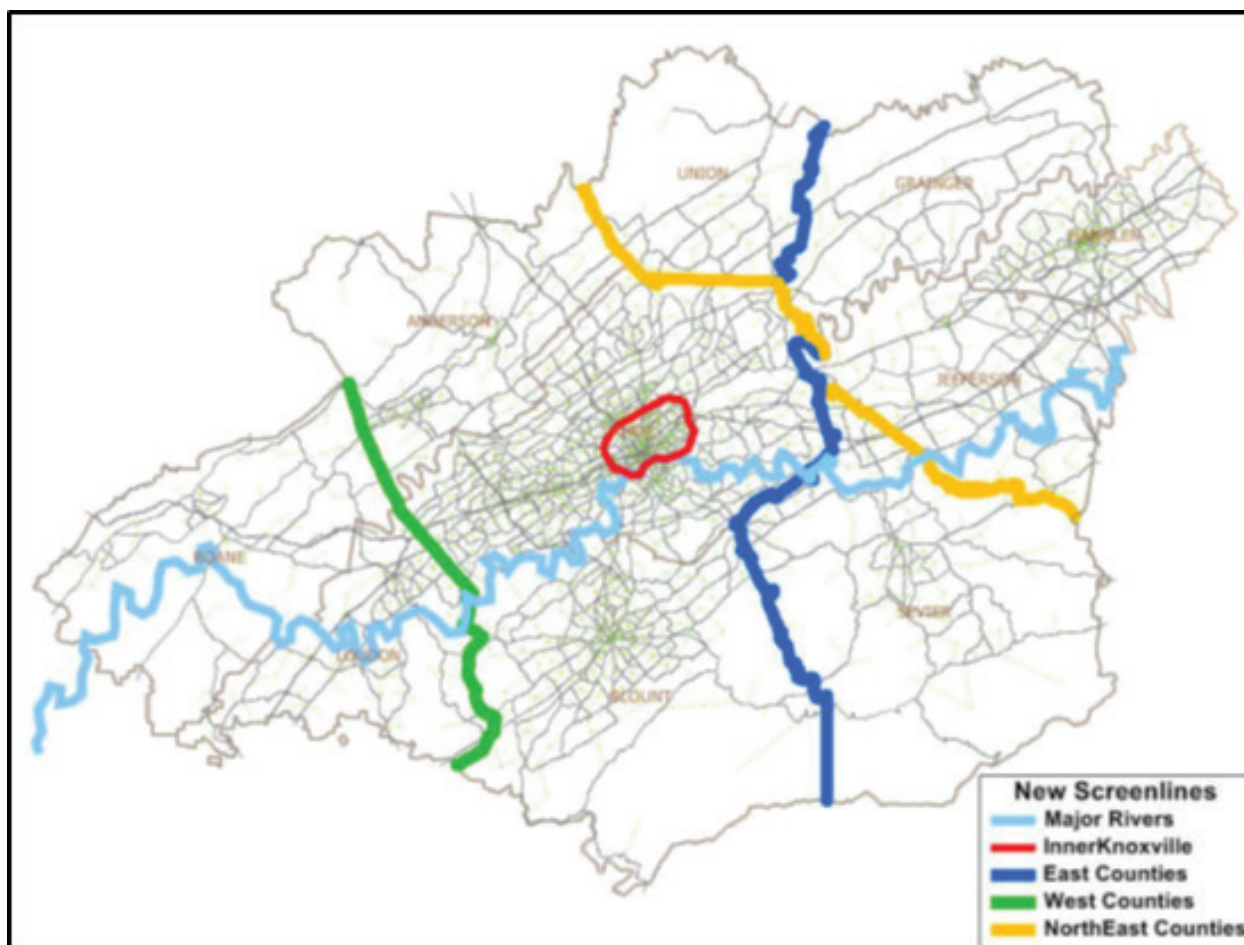 UNION
GRAINGER
HAMBLEN
ANDERSON
JEFFERSON
ROANE
SEVIER
LOUDON
BLOUNT
New Screenlines
Major Rivers
InnerKnoxville
East Counties
West Counties
NorthEast Counties